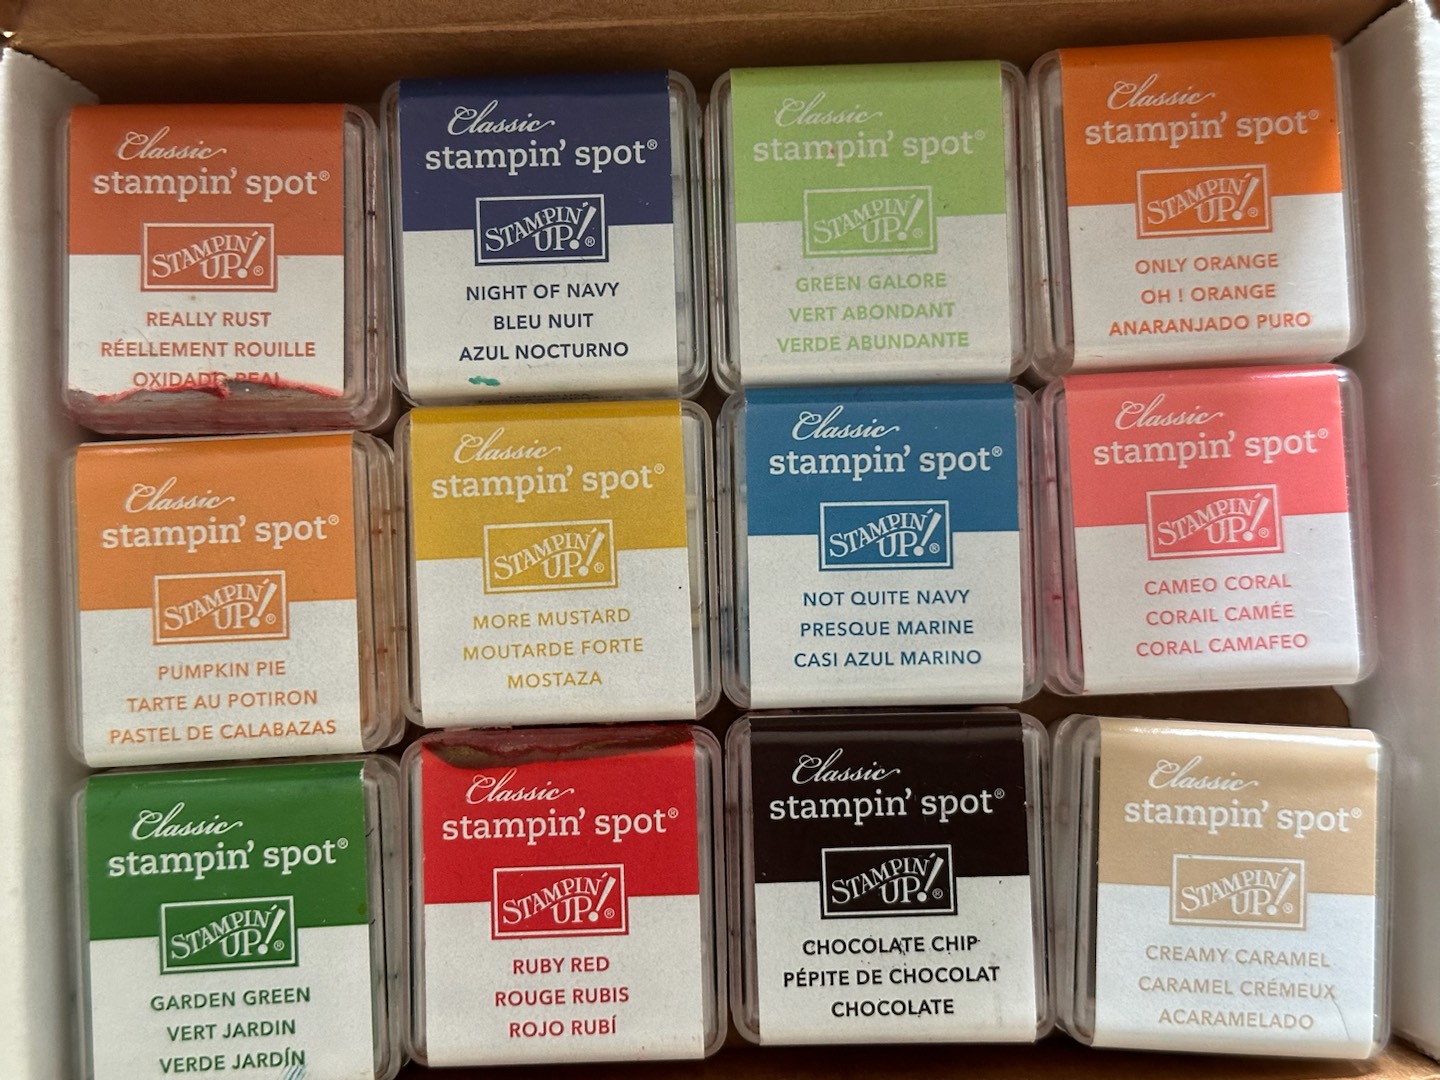 Classic
stampin' spot®
STAMPIN' UP!®
REALLY RUST
RÉELLEMENT ROUILLE
OXIDADO REAL
Classic
stampin' spot®
STAMPIN' UP!®
NIGHT OF NAVY
BLEU NUIT
AZUL NOCTURNO
Classic
stampin' spot®
STAMPIN' UP!®
GREEN GALORE
VERT ABONDANT
VERDE ABUNDANTE
Classic
stampin' spot®
STAMPIN' UP!®
ONLY ORANGE
OH ! ORANGE
ANARANJADO PURO
Classic
stampin' spot®
STAMPIN' UP!®
PUMPKIN PIE
TARTE AU POTIRON
PASTEL DE CALABAZAS
Classic
stampin' spot®
STAMPIN' UP!®
MORE MUSTARD
MOUTARDE FORTE
MOSTAZA
Classic
stampin' spot®
STAMPIN' UP!®
NOT QUITE NAVY
PRESQUE MARINE
CASI AZUL MARINO
Classic
stampin' spot®
STAMPIN' UP!®
CAMEO CORAL
CORAIL CAMÉE
CORAL CAMAFEO
Classic
stampin' spot®
STAMPIN' UP!®
GARDEN GREEN
VERT JARDIN
VERDE JARDÍN
Classic
stampin' spot®
STAMPIN' UP!®
RUBY RED
ROUGE RUBIS
ROJO RUBÍ
Classic
stampin' spot®
STAMPIN' UP!®
CHOCOLATE CHIP
PÉPITE DE CHOCOLAT
CHOCOLATE
Classic
stampin' spot®
STAMPIN' UP!®
CREAMY CARAMEL
CARAMEL CRÉMEUX
ACARAMELADO